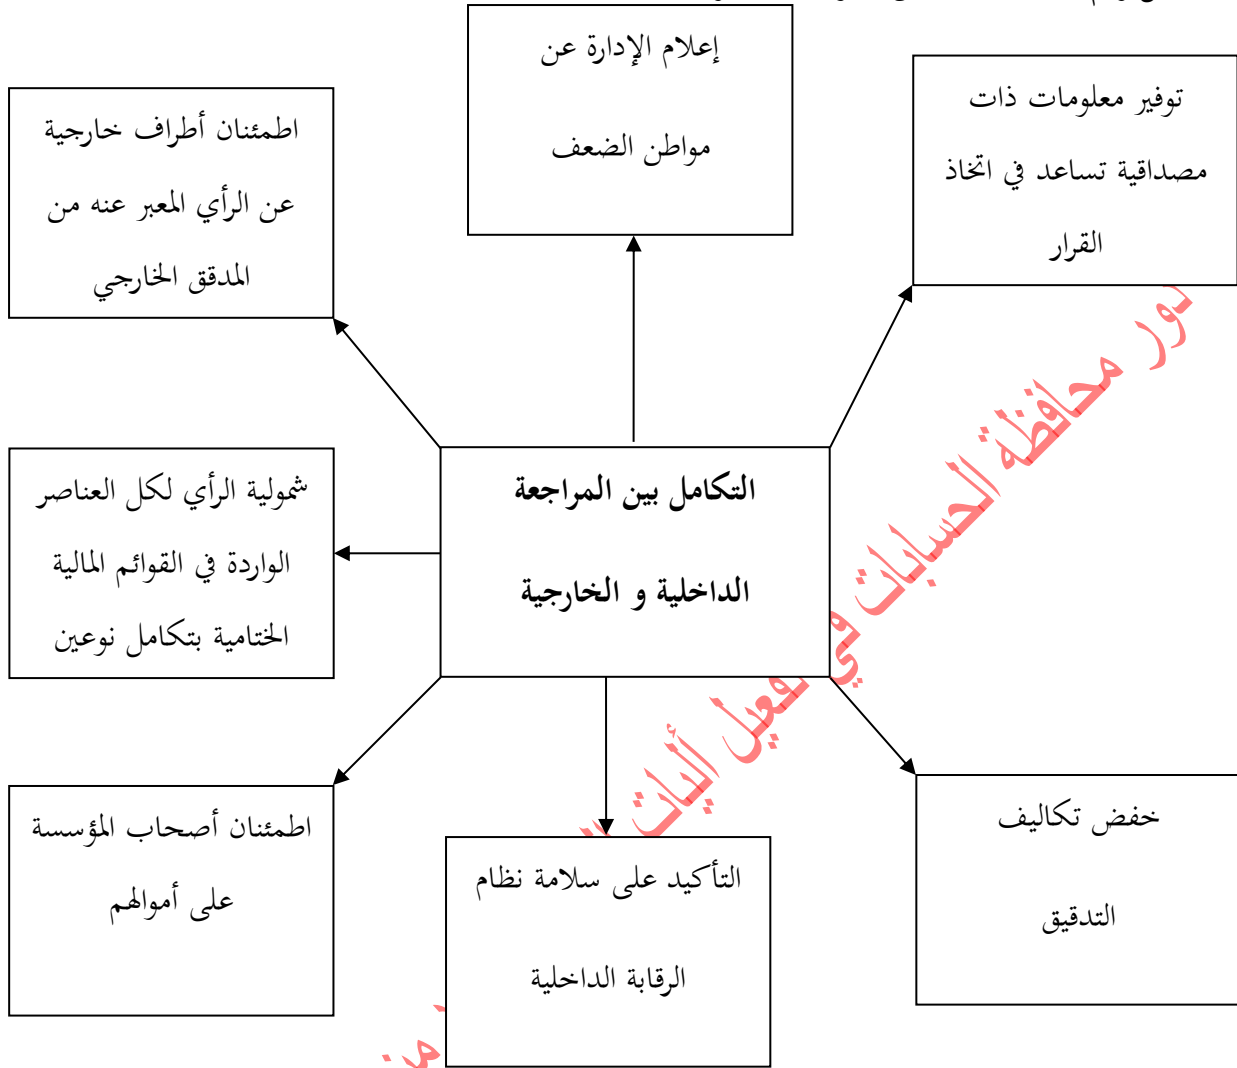 إعلام الإدارة عن
مواطن الضعف
توفير معلومات ذات
مصداقية تساعد في اتخاذ
القرار
اطمئنان أطراف خارجية
عن الرأي المعبر عنه من
المدقق الخارجي
التكامل بين المراجعة
الداخلية و الخارجية
شمولية الرأي لكل العناصر
الواردة في القوائم المالية
الختامية بتكامل نوعين
خفض تكاليف
التدقيق
التأكيد على سلامة نظام
الرقابة الداخلية
اطمئنان أصحاب المؤسسة
على أموالهم
محافظة الحسابات في تفعيل أليات